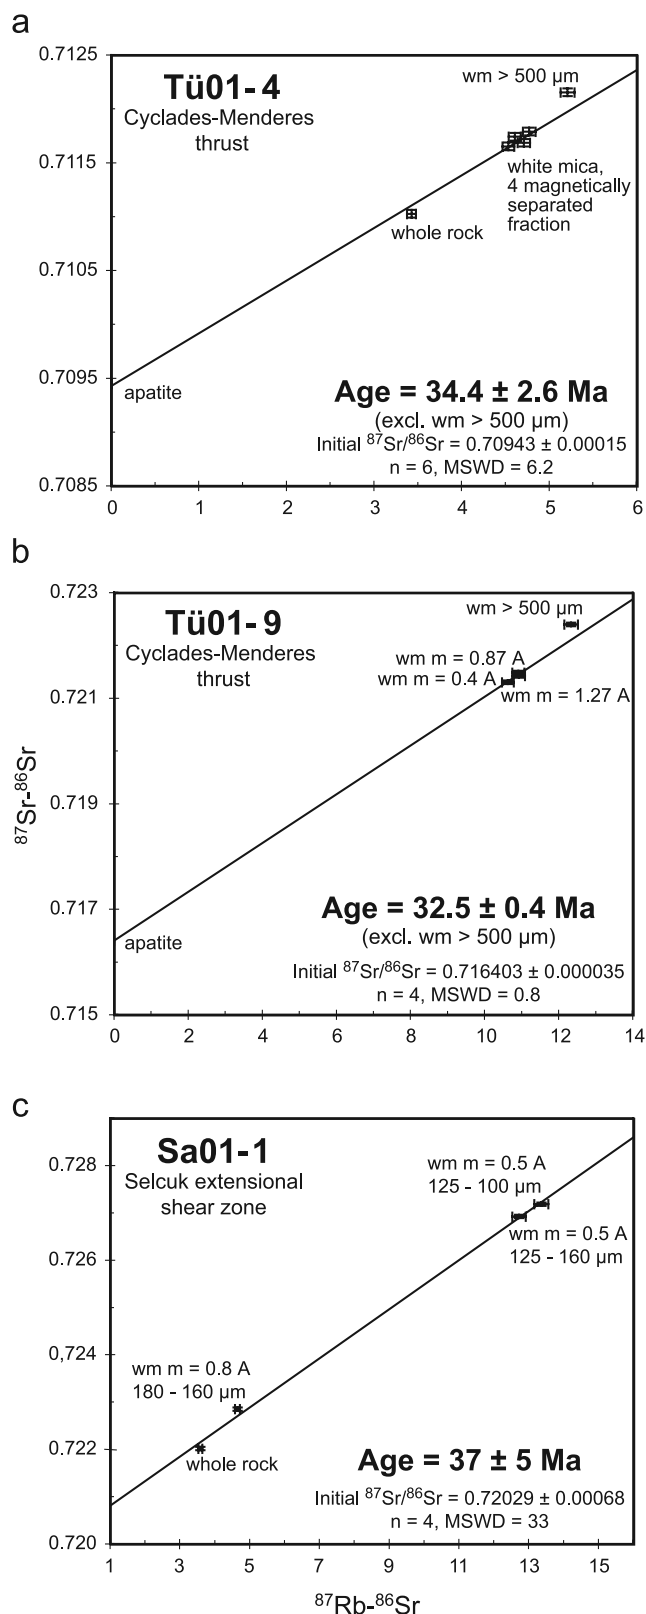 a
0.7125
0.7115
0.7105
0.7095
0.7085
Tü01-4
Cyclades-Menderes
thrust
wm > 500 µm
white mica,
4 magnetically
separated
fraction
whole rock
apatite
Age = 34.4 ± 2.6 Ma
(excl. wm > 500 µm)
Initial ⁸⁷Sr/⁸⁶Sr = 0.70943 ± 0.00015
n = 6, MSWD = 6.2
0 1 2 3 4 5 6
b
0.723
0.721
0.719
0.717
0.715
⁸⁷Sr-⁸⁶Sr
Tü01-9
Cyclades-Menderes
thrust
wm > 500 µm
wm m = 0.87 A
wm m = 0.4 A
wm m = 1.27 A
apatite
Age = 32.5 ± 0.4 Ma
(excl. wm > 500 µm)
Initial ⁸⁷Sr/⁸⁶Sr = 0.716403 ± 0.000035
n = 4, MSWD = 0.8
0 2 4 6 8 10 12 14
c
0.728
0.726
0,724
0.722
0.720
Sa01-1
Selcuk extensional
shear zone
wm m = 0.5 A
125 - 100 µm
wm m = 0.5 A
125 - 160 µm
wm m = 0.8 A
180 - 160 µm
whole rock
Age = 37 ± 5 Ma
Initial ⁸⁷Sr/⁸⁶Sr = 0.72029 ± 0.00068
n = 4, MSWD = 33
1 3 5 7 9 11 13 15
⁸⁷Rb-⁸⁶Sr